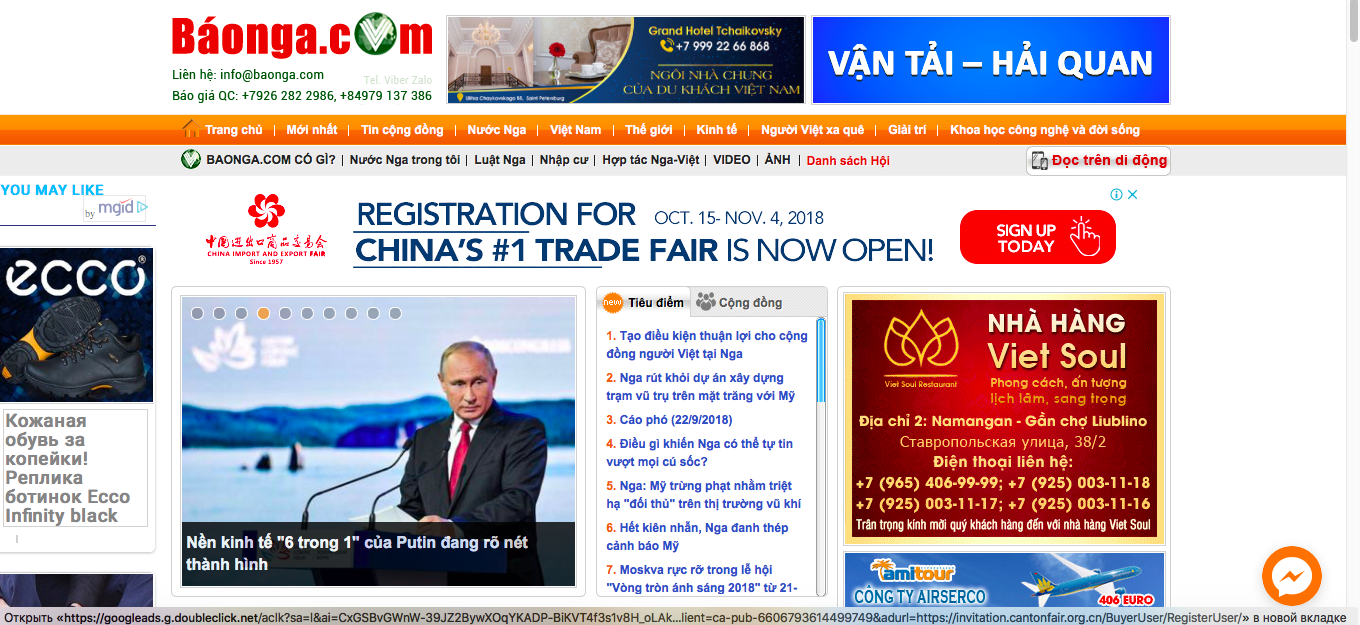 Báonga.com
Liên hệ: info@baonga.com
Tel. Viber Zalo
Báo giá QC: +7926 282 2986, +84979 137 386
Grand Hotel Tchaikovsky
+7 999 22 66 868
NGÔI NHÀ CHUNG
CỦA DU KHÁCH VIỆT NAM
Ulitsa Chaykovskogo 55, Saint Petersburg
VẬN TẢI – HẢI QUAN
Trang chủ | Mới nhất | Tin cộng đồng | Nước Nga | Việt Nam | Thế giới | Kinh tế | Người Việt xa quê | Giải trí | Khoa học công nghệ và đời sống
BAONGA.COM CÓ GÌ? | Nước Nga trong tôi | Luật Nga | Nhập cư | Hợp tác Nga-Việt | VIDEO | ẢNH | Danh sách Hội
Đọc trên di động
YOU MAY LIKE
by mgid
ecco®
Кожаная
обувь за
копейки!
Реплика
ботинок Ecco
Infinity black
中国进出口商品交易会
CHINA IMPORT AND EXPORT FAIR
Since 1957
REGISTRATION FOR OCT. 15- NOV. 4, 2018
CHINA'S #1 TRADE FAIR IS NOW OPEN!
SIGN UP
TODAY
Nền kinh tế "6 trong 1" của Putin đang rõ nét
thành hình
new Tiêu điểm
Cộng đồng
1. Tạo điều kiện thuận lợi cho cộng
đồng người Việt tại Nga
2. Nga rút khỏi dự án xây dựng
trạm vũ trụ trên mặt trăng với Mỹ
3. Cáo phó (22/9/2018)
4. Điều gì khiến Nga có thể tự tin
vượt mọi cú sốc?
5. Nga: Mỹ trừng phạt nhằm triệt
hạ "đối thủ" trên thị trường vũ khí
6. Hết kiên nhẫn, Nga đanh thép
cảnh báo Mỹ
7. Moskva rực rỡ trong lễ hội
"Vòng tròn ánh sáng 2018" từ 21-
Viet Soul Restaurant
NHÀ HÀNG
Viet Soul
Phong cách, ấn tượng
lịch lãm, sang trọng
Địa chỉ 2: Namangan - Gần chợ Liublino
Ставропольская улица, 38/2
Điện thoại liên hệ:
+7 (965) 406-99-99; +7 (925) 003-11-18
+7 (925) 003-11-17; +7 (925) 003-11-16
Trân trọng kính mời quý khách hàng đến với nhà hàng Viet Soul
amitour
CÔNG TY AIRSERCO
406 EURO
Открыть «https://googleads.g.doubleclick.net/aclk?sa=l&ai=CxGSBvGWnW-39JZ2BywXOqYKADP-BiKVT4f3s1v8H_oLAk...lient=ca-pub-6606793614499749&adurl=https://invitation.cantonfair.org.cn/BuyerUser/RegisterUser/» в новой вкладке